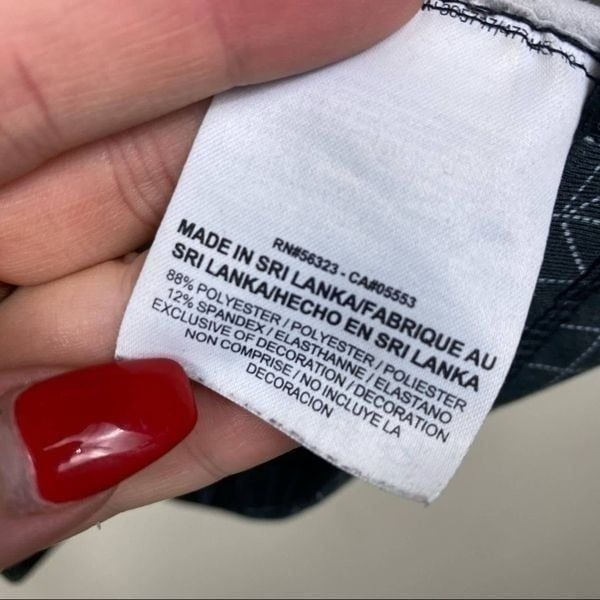 RN#56323 - CA#05553
MADE IN SRI LANKA/FABRIQUE AU
SRI LANKA/HECHO EN SRI LANKA
88% POLYESTER / POLYESTER / POLIESTER
12% SPANDEX / ELASTHANNE / ELASTANO
EXCLUSIVE OF DECORATION / DECORATION
NON COMPRISE / NO INCLUYE LA
DECORACION